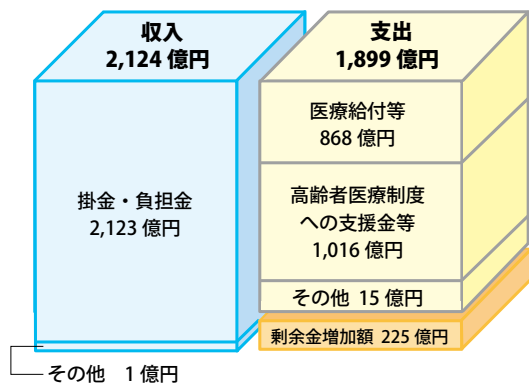 収入
2,124 億円
掛金・負担金
2,123 億円
その他 1 億円
支出
1,899 億円
医療給付等
868 億円
高齢者医療制度
への支援金等
1,016 億円
その他 15 億円
剰余金増加額 225 億円